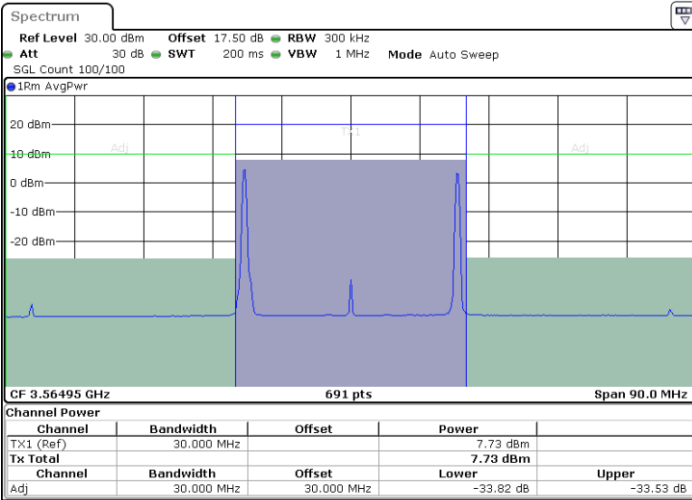 Spectrum
Ref Level 30.00 dBm Offset 17.50 dB RBW 300 kHz
Att 30 dB SWT 200 ms VBW 1 MHz Mode Auto Sweep
SGL Count 100/100
1Rm AvgPwr
20 dBm
TX1
Adj Adj
10 dBm
0 dBm
-10 dBm
-20 dBm
CF 3.56495 GHz 691 pts Span 90.0 MHz
Channel Power
Channel Bandwidth Offset Power
TX1 (Ref) 30.000 MHz 7.73 dBm
Tx Total 7.73 dBm
Channel Bandwidth Offset Lower Upper
Adj 30.000 MHz 30.000 MHz -33.82 dB -33.53 dB